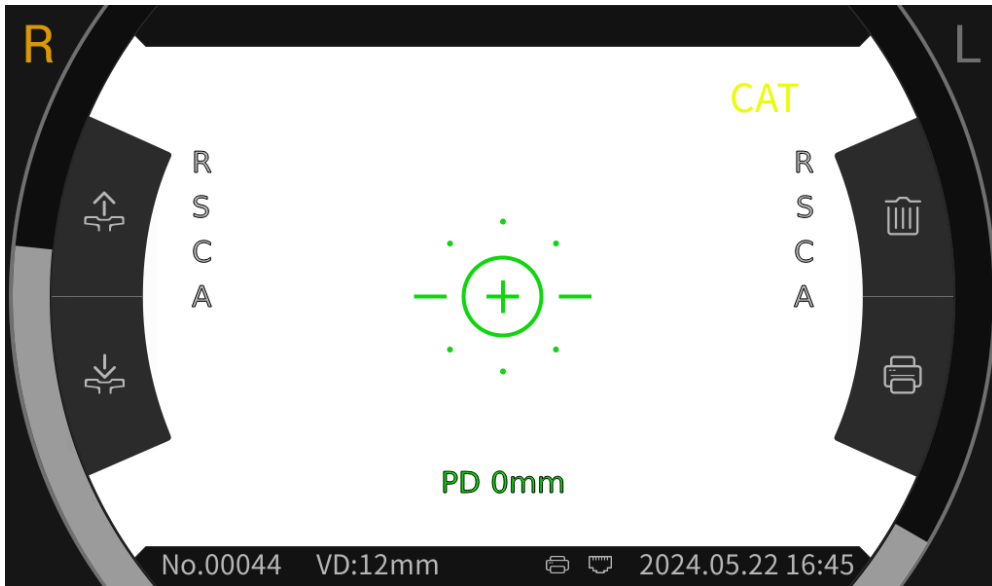 R L
CAT
R R
S S
C C
A A
PD 0mm
No.00044 VD:12mm 2024.05.22 16:45